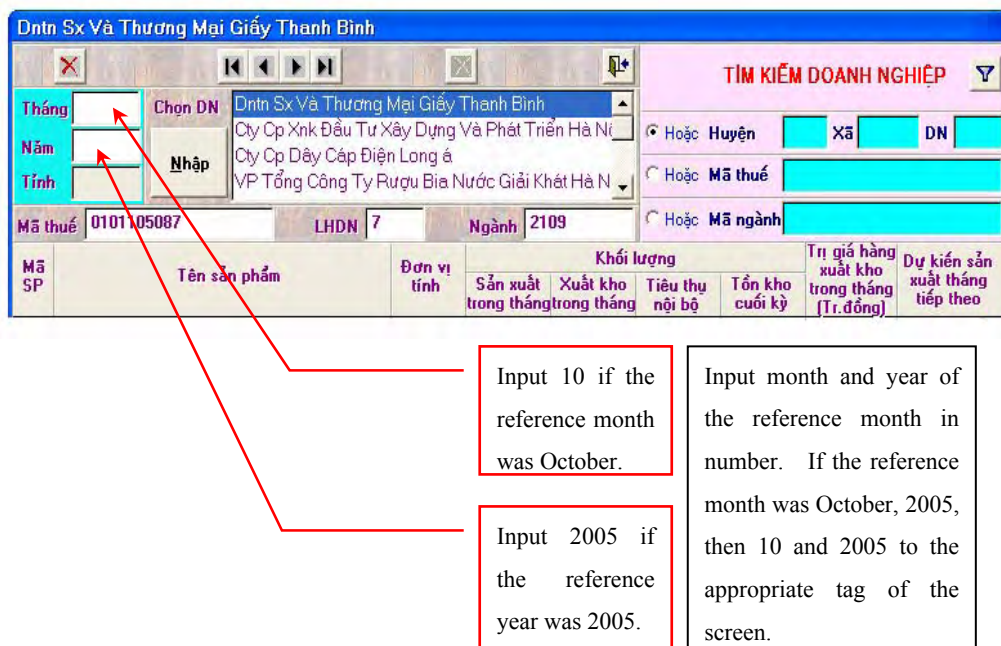 Dntn Sx Và Thương Mại Giấy Thanh Bình
TÌM KIẾM DOANH NGHIỆP
Tháng
Năm
Tỉnh
Chọn DN
Nhập
Dntn Sx Và Thương Mại Giấy Thanh Bình
Cty Cp Xnk Đầu Tư Xây Dựng Và Phát Triển Hà Nộ
Cty Cp Dây Cáp Điện Long á
VP Tổng Công Ty Rượu Bia Nước Giải Khát Hà N
Hoặc Huyện Xã DN
Hoặc Mã thuế
Hoặc Mã ngành
Mã thuế 0101105087 LHDN 7 Ngành 2109
Mã SP
Tên sản phẩm
Đơn vị tính
Khối lượng
Sản xuất trong tháng
Xuất kho trong tháng
Tiêu thụ nội bộ
Tồn kho cuối kỳ
Trị giá hàng xuất kho trong tháng (Tr.đồng)
Dự kiến sản xuất tháng tiếp theo
Input 10 if the
reference month
was October.
Input 2005 if
the reference
year was 2005.
Input month and year of
the reference month in
number. If the reference
month was October, 2005,
then 10 and 2005 to the
appropriate tag of the
screen.